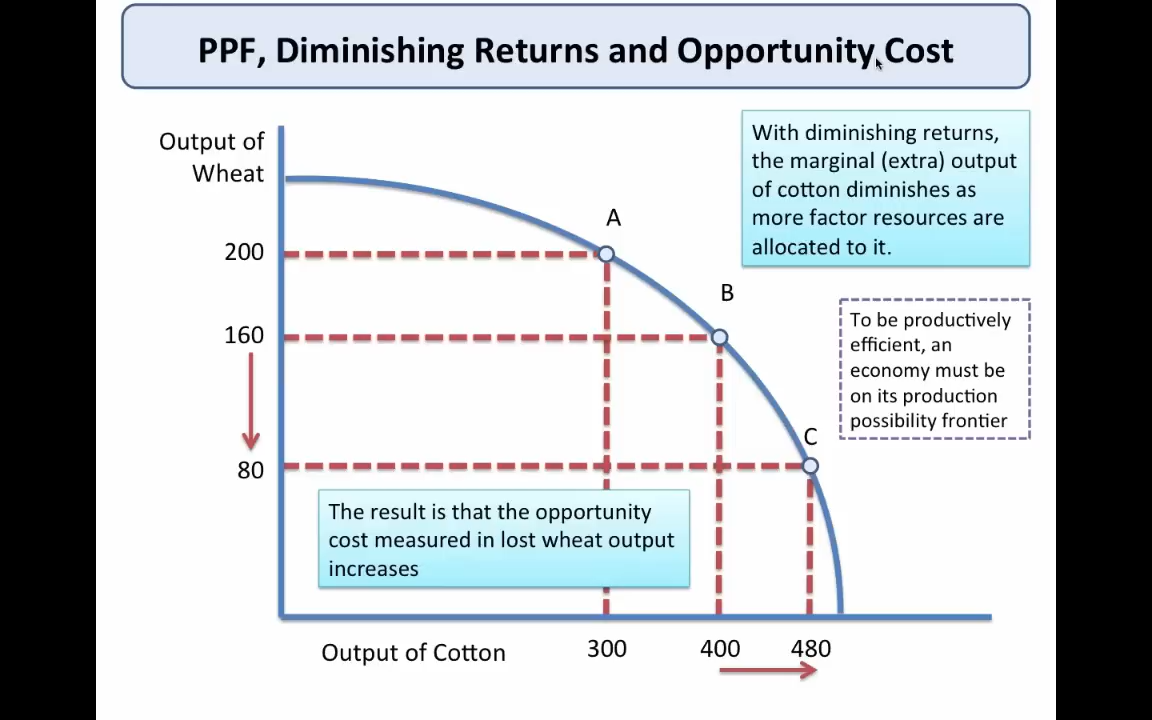 PPF, Diminishing Returns and Opportunity Cost
Output of
Wheat
With diminishing returns,
the marginal (extra) output
of cotton diminishes as
more factor resources are
allocated to it.
A
200
B
160
To be productively
efficient, an
economy must be
on its production
possibility frontier
C
80
The result is that the opportunity
cost measured in lost wheat output
increases
Output of Cotton
300
400
480